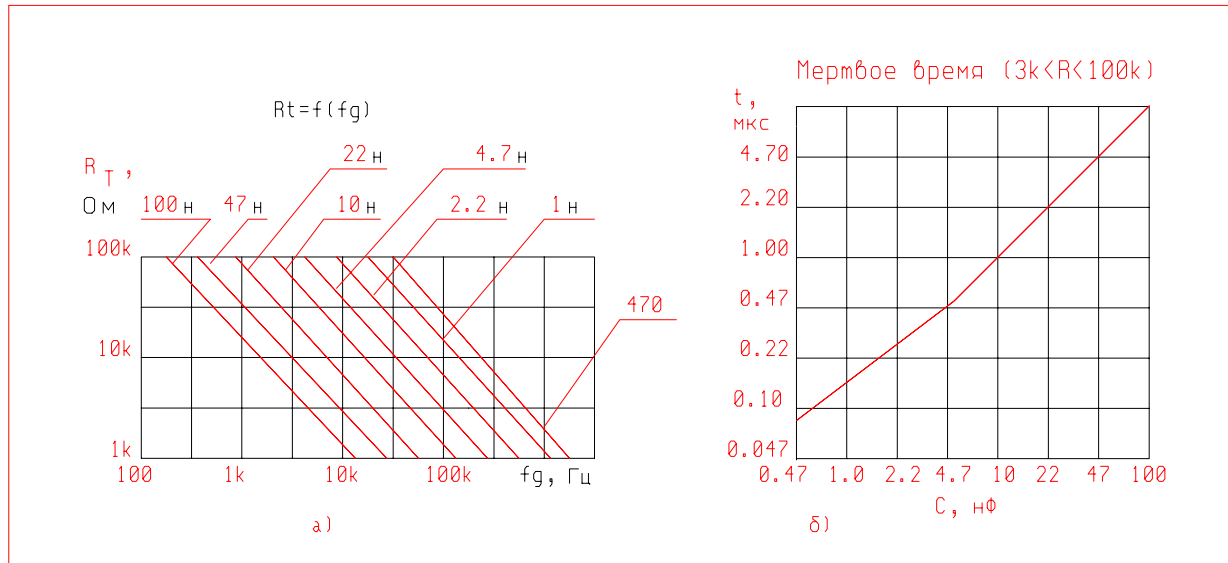 Rt=f(fg)
R T ,
Ом
22 н
4.7 н
100 н
47 н
10 н
2.2 н
1 н
470
100k
10k
1k
100
1k
10k
100k
fg, Гц
а)
Мертвое время (3k<R<100k)
t,
мкс
4.70
2.20
1.00
0.47
0.22
0.10
0.047
0.47
1.0
2.2
4.7
10
22
47
100
C, нФ
б)